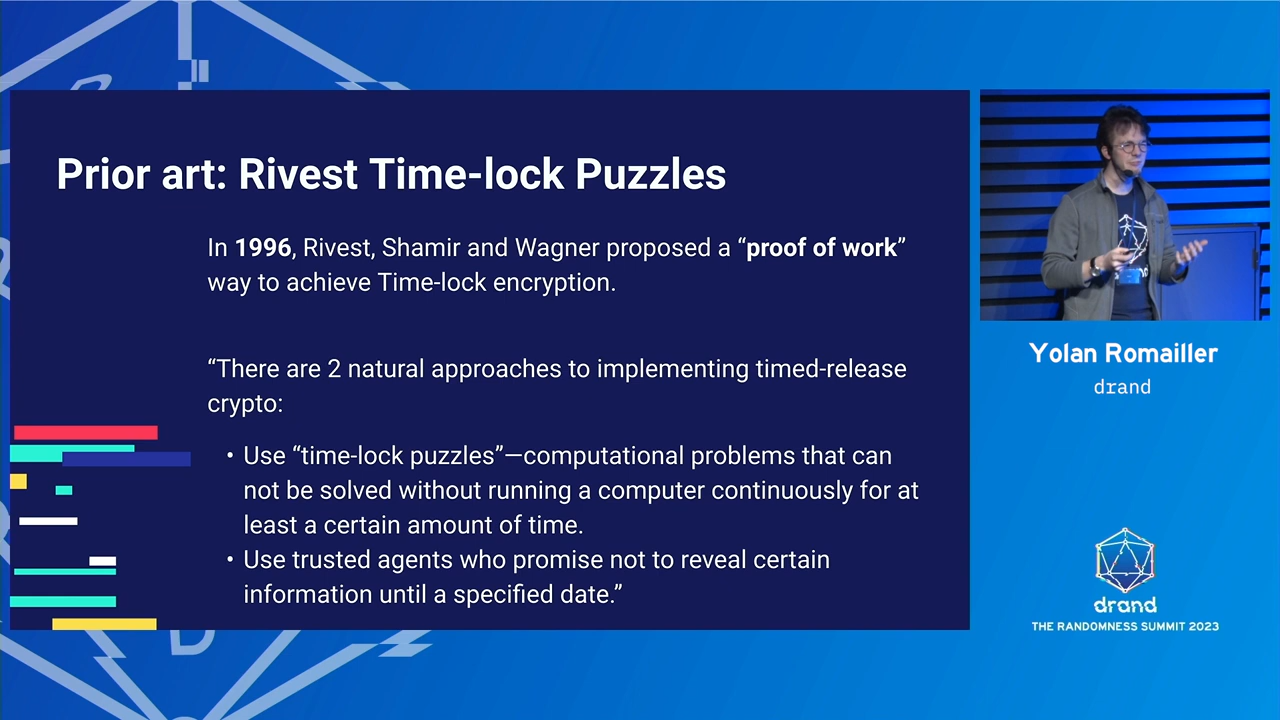 Prior art: Rivest Time-lock Puzzles
In 1996, Rivest, Shamir and Wagner proposed a “proof of work”
way to achieve Time-lock encryption.
“There are 2 natural approaches to implementing timed-release
crypto:
• Use “time-lock puzzles”—computational problems that can
not be solved without running a computer continuously for at
least a certain amount of time.
• Use trusted agents who promise not to reveal certain
information until a specified date.”
Yolan Romailler
drand
drand
THE RANDOMNESS SUMMIT 2023